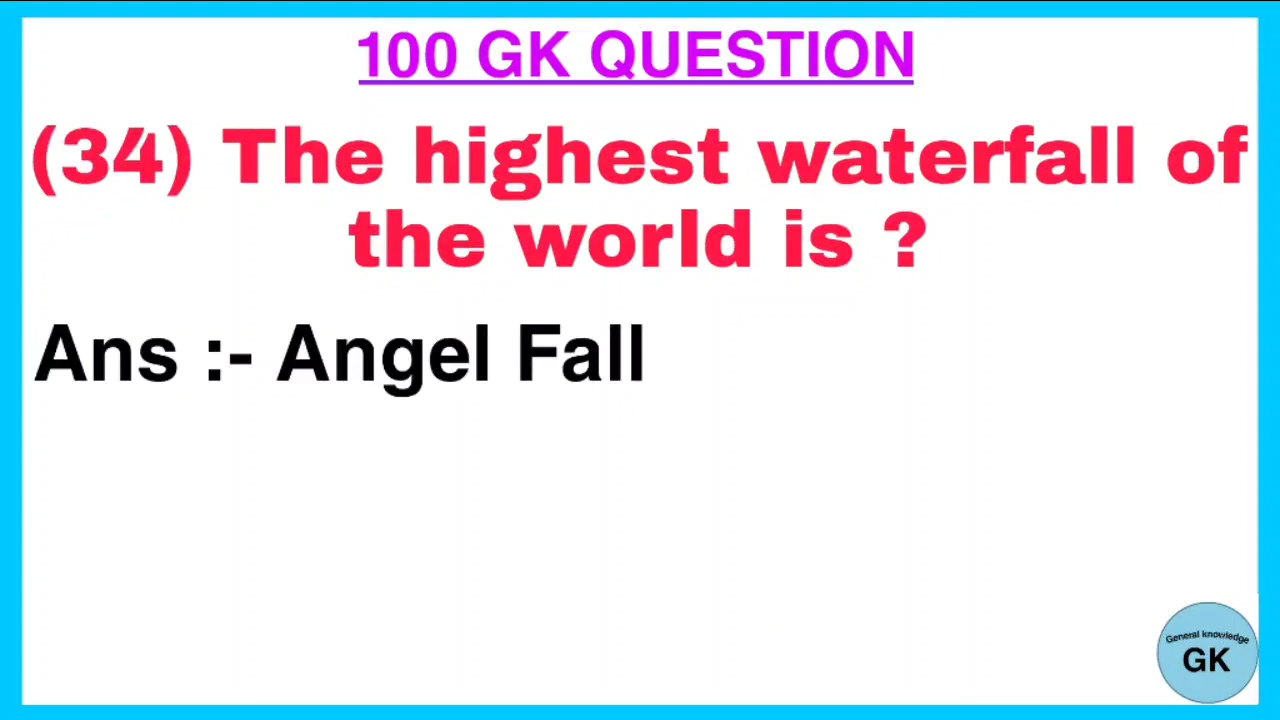 100 GK QUESTION
(34) The highest waterfall of
the world is ?
Ans :- Angel Fall
General knowledge
GK